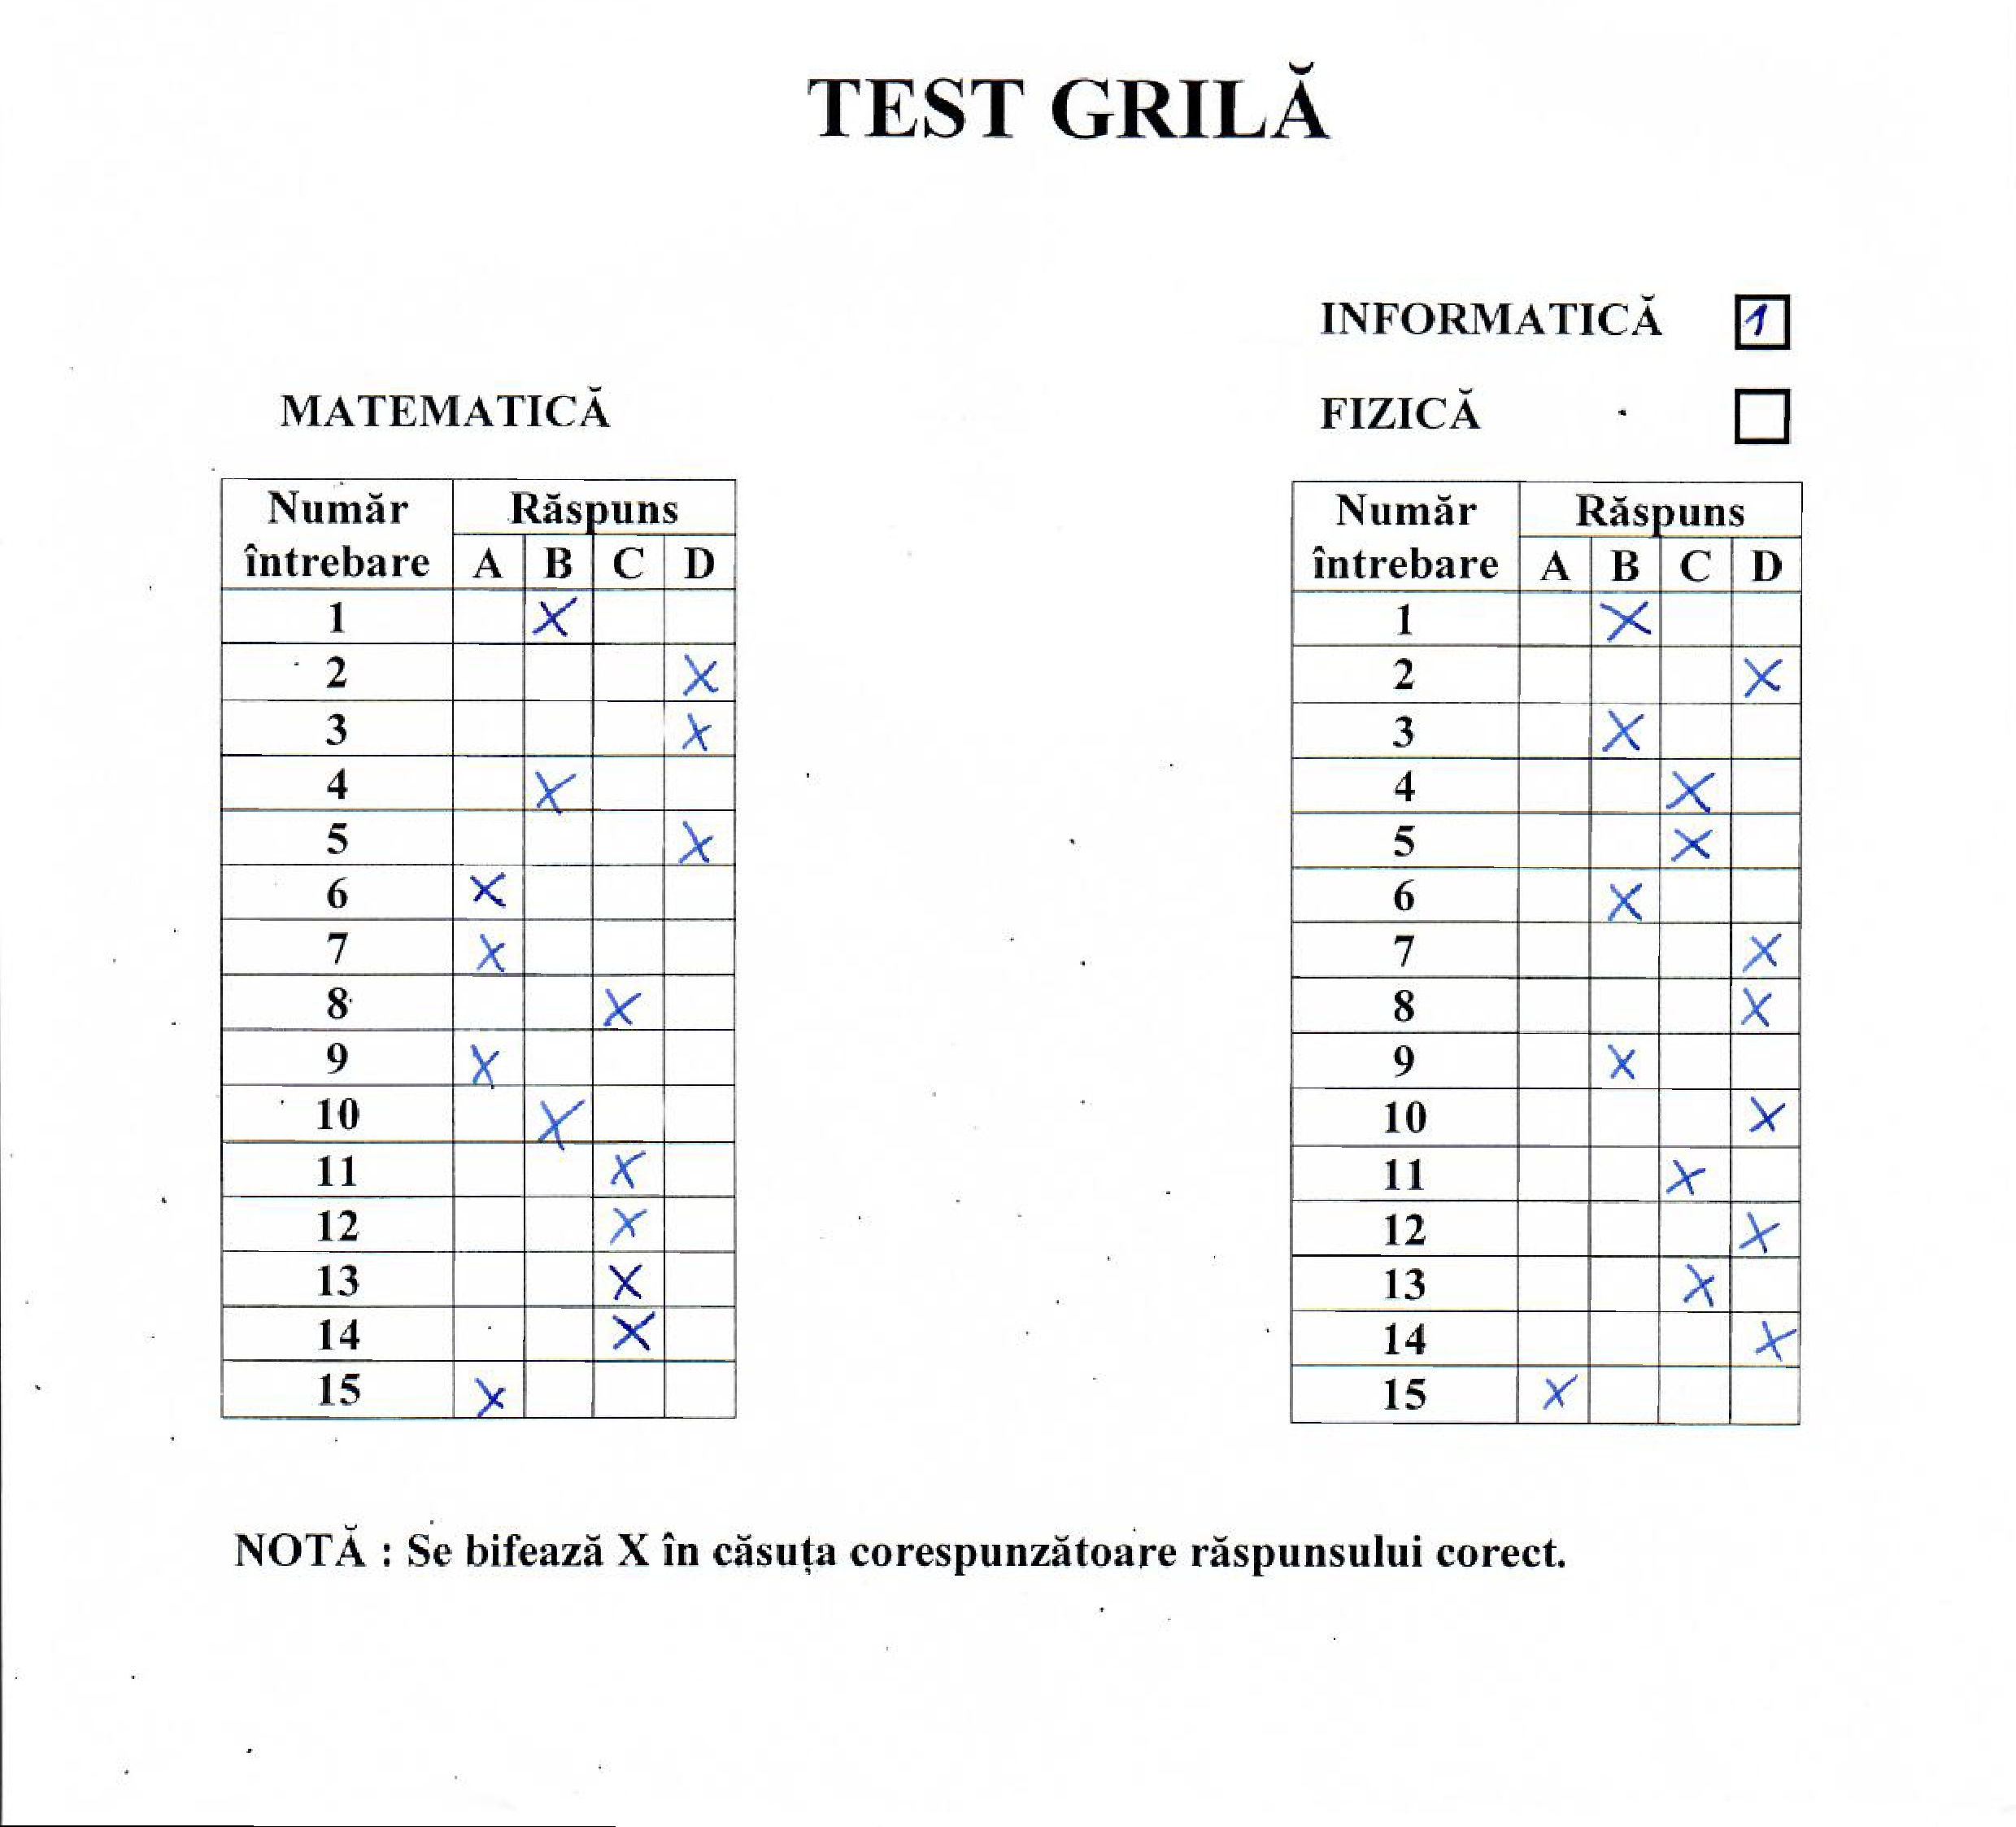 TEST GRILĂ
INFORMATICĂ 1
FIZICĂ
MATEMATICĂ
Număr întrebare Răspuns
A B C D
1 X
2 X
3 X
4 X
5 X
6 X
7 X
8 X
9 X
10 X
11 X
12 X
13 X
14 X
15 X
Număr întrebare Răspuns
A B C D
1 X
2 X
3 X
4 X
5 X
6 X
7 X
8 X
9 X
10 X
11 X
12 X
13 X
14 X
15 X
NOTĂ : Se bifează X în căsuța corespunzătoare răspunsului corect.